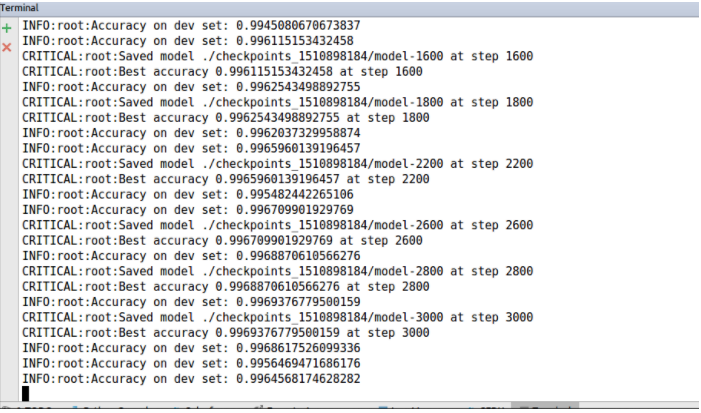 Terminal
INFO:root:Accuracy on dev set: 0.9945080670673837
INFO:root:Accuracy on dev set: 0.996115153432458
CRITICAL:root:Saved model ./checkpoints_1510898184/model-1600 at step 1600
CRITICAL:root:Best accuracy 0.996115153432458 at step 1600
INFO:root:Accuracy on dev set: 0.9962543498892755
CRITICAL:root:Saved model ./checkpoints_1510898184/model-1800 at step 1800
CRITICAL:root:Best accuracy 0.9962543498892755 at step 1800
INFO:root:Accuracy on dev set: 0.9962037329958874
INFO:root:Accuracy on dev set: 0.9965960139196457
CRITICAL:root:Saved model ./checkpoints_1510898184/model-2200 at step 2200
CRITICAL:root:Best accuracy 0.9965960139196457 at step 2200
INFO:root:Accuracy on dev set: 0.995482442265106
INFO:root:Accuracy on dev set: 0.996709901929769
CRITICAL:root:Saved model ./checkpoints_1510898184/model-2600 at step 2600
CRITICAL:root:Best accuracy 0.996709901929769 at step 2600
INFO:root:Accuracy on dev set: 0.9968870610566276
CRITICAL:root:Saved model ./checkpoints_1510898184/model-2800 at step 2800
CRITICAL:root:Best accuracy 0.9968870610566276 at step 2800
INFO:root:Accuracy on dev set: 0.9969376779500159
CRITICAL:root:Saved model ./checkpoints_1510898184/model-3000 at step 3000
CRITICAL:root:Best accuracy 0.9969376779500159 at step 3000
INFO:root:Accuracy on dev set: 0.9968617526099336
INFO:root:Accuracy on dev set: 0.9956469471686176
INFO:root:Accuracy on dev set: 0.9964568174628282